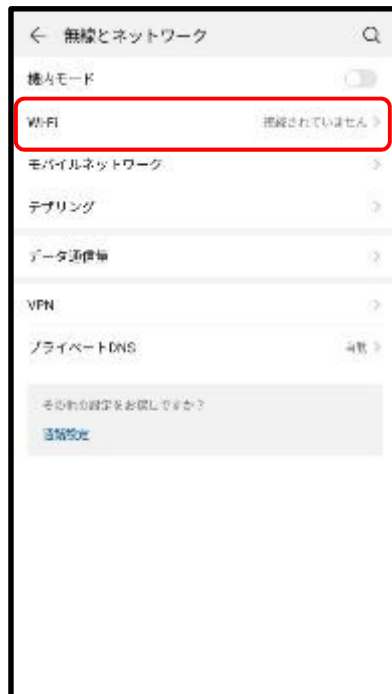 無線とネットワーク
機内モード
Wi-Fi 接続されていません
モバイルネットワーク
テザリング
データ通信量
VPN
プライベートDNS 自動
その他の設定をお探しですか？
通話設定